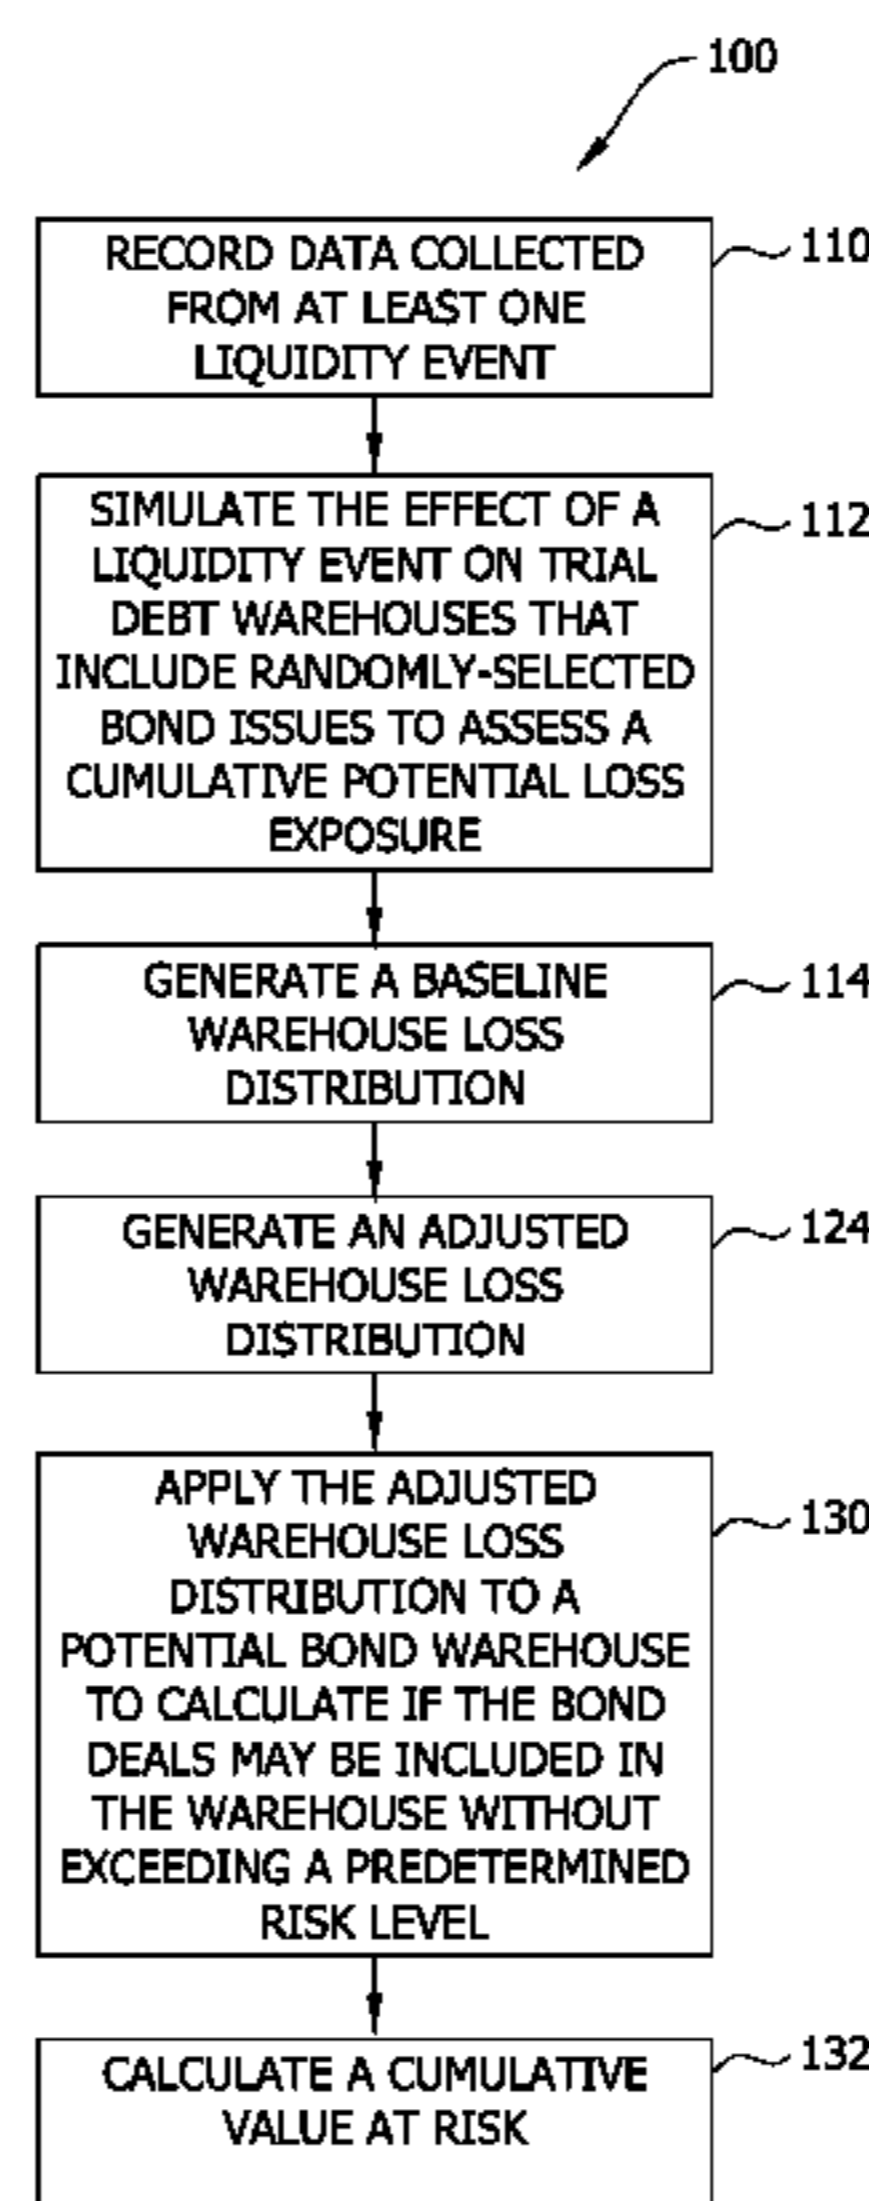 100
RECORD DATA COLLECTED
FROM AT LEAST ONE
LIQUIDITY EVENT
110
SIMULATE THE EFFECT OF A
LIQUIDITY EVENT ON TRIAL
DEBT WAREHOUSES THAT
INCLUDE RANDOMLY-SELECTED
BOND ISSUES TO ASSESS A
CUMULATIVE POTENTIAL LOSS
EXPOSURE
112
GENERATE A BASELINE
WAREHOUSE LOSS
DISTRIBUTION
114
GENERATE AN ADJUSTED
WAREHOUSE LOSS
DISTRIBUTION
124
APPLY THE ADJUSTED
WAREHOUSE LOSS
DISTRIBUTION TO A
POTENTIAL BOND WAREHOUSE
TO CALCULATE IF THE BOND
DEALS MAY BE INCLUDED IN
THE WAREHOUSE WITHOUT
EXCEEDING A PREDETERMINED
RISK LEVEL
130
CALCULATE A CUMULATIVE
VALUE AT RISK
132